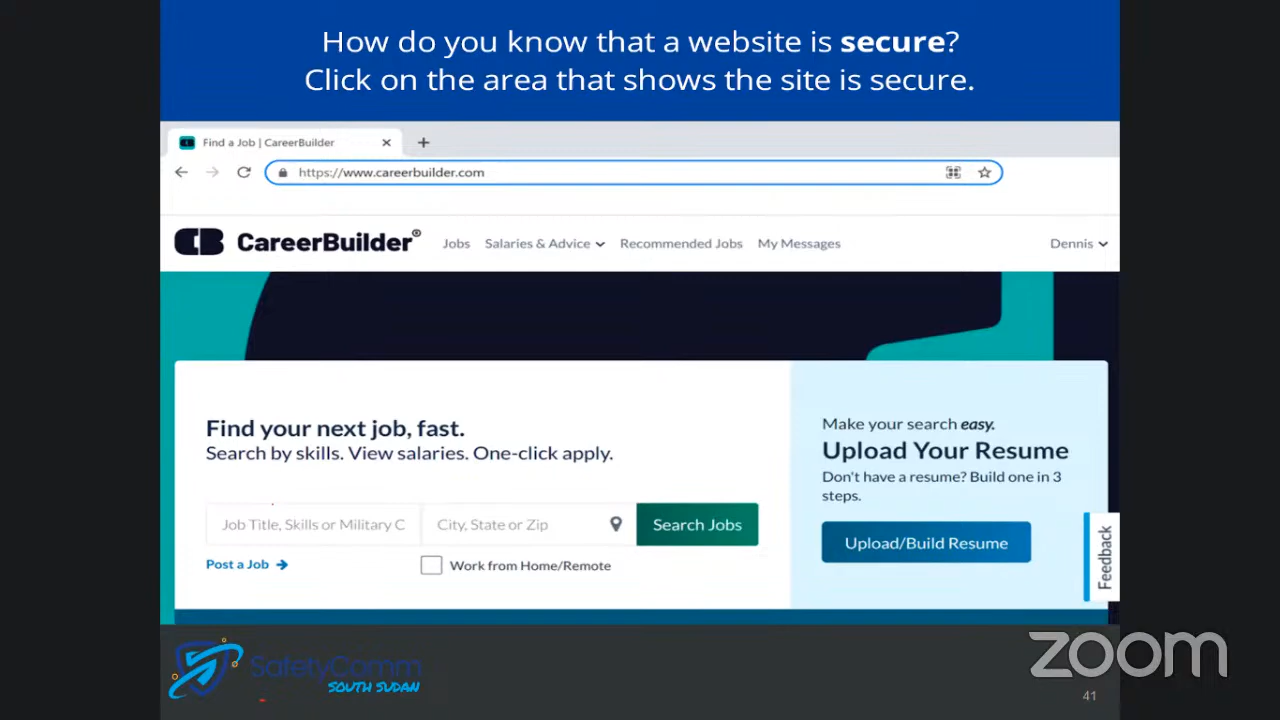 How do you know that a website is secure?
Click on the area that shows the site is secure.
Find a Job | CareerBuilder
https://www.careerbuilder.com
CB CareerBuilder®
Jobs Salaries & Advice Recommended Jobs My Messages Dennis
Find your next job, fast.
Search by skills. View salaries. One-click apply.
Job Title, Skills or Military C
City, State or Zip
Search Jobs
Post a Job
Work from Home/Remote
Make your search easy.
Upload Your Resume
Don't have a resume? Build one in 3
steps.
Upload/Build Resume
Feedback
SafetyComm
SOUTH SUDAN
zoom
41